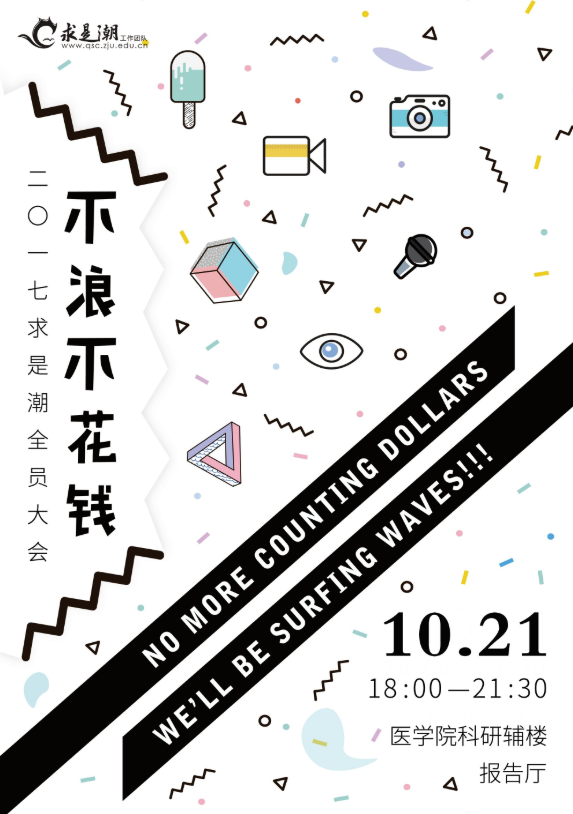 求是潮工作团队
www.qsc.zju.edu.cn
二〇一七求是潮全员大会
不浪不花钱
NO MORE COUNTING DOLLARS
WE'LL BE SURFING WAVES!!!
10.21
18:00—21:30
医学院科研辅楼
报告厅